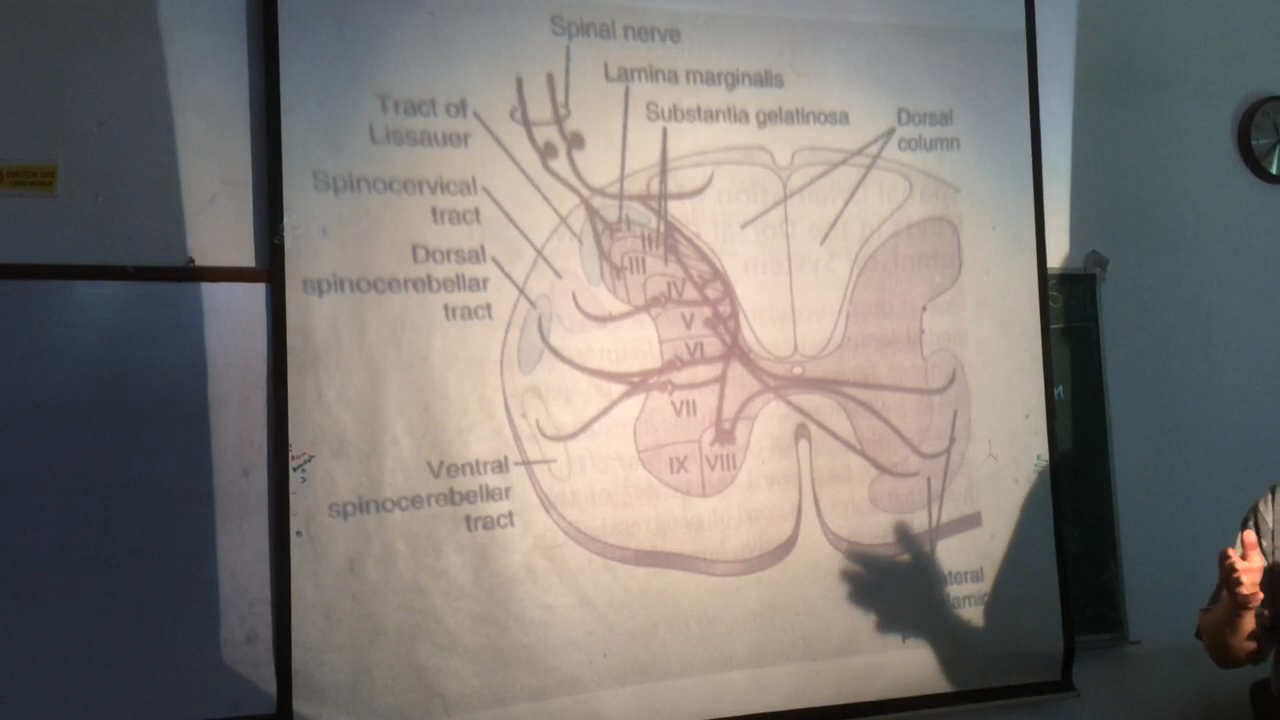 Spinal nerve
Lamina marginalis
Substantia gelatinosa
Tract of
Lissauer
Dorsal
column
Spinocervical
tract
Dorsal
spinocerebellar
tract
II
III
IV
V
VI
VII
IX VIII
Ventral
spinocerebellar
tract